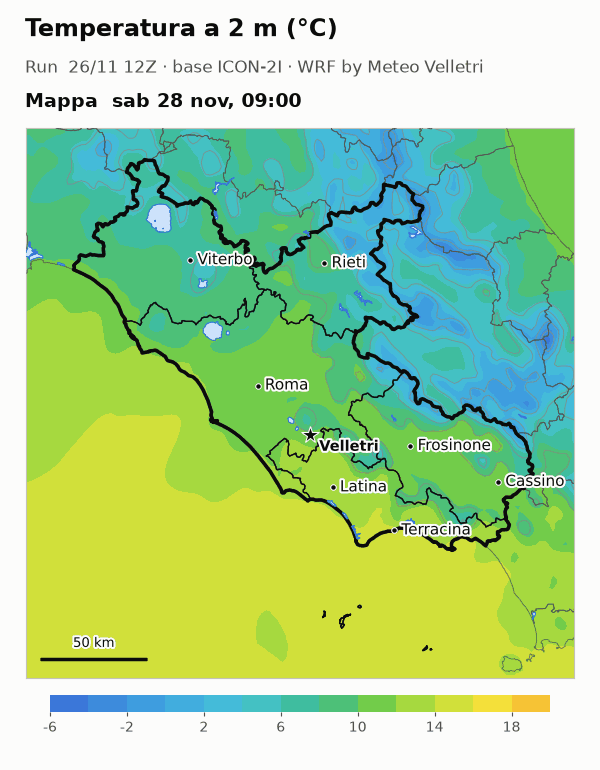 Temperatura a 2 m (°C)
Run  26/11 12Z · base ICON-2I · WRF by Meteo Velletri
Mappa  sab 28 nov, 09:00
Viterbo
Rieti
Roma
Velletri
Frosinone
Latina
Cassino
Terracina
50 km
-6 -2 2 6 10 14 18